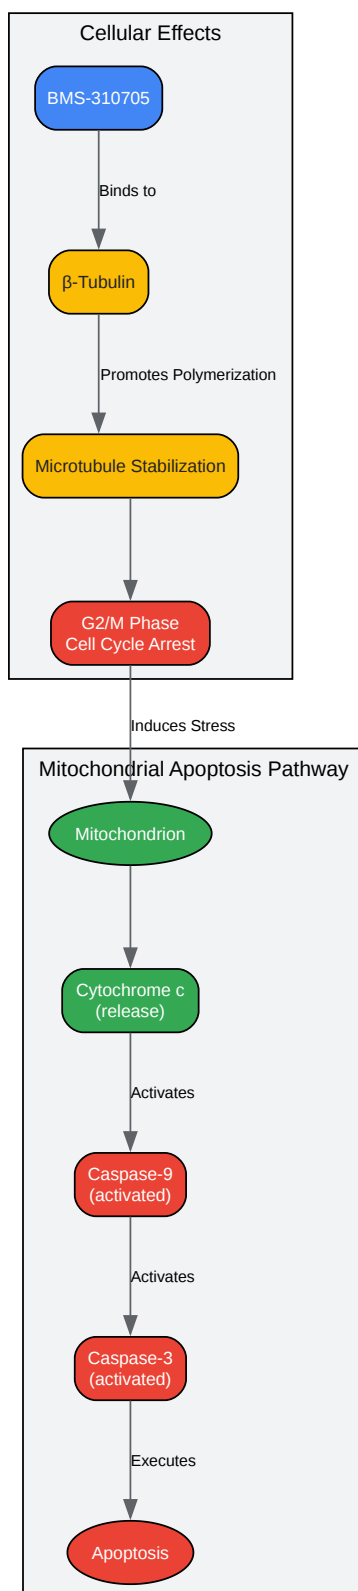 Cellular Effects
BMS-310705
Binds to
β-Tubulin
Promotes Polymerization
Microtubule Stabilization
G2/M Phase
Cell Cycle Arrest
Induces Stress
Mitochondrial Apoptosis Pathway
Mitochondrion
Cytochrome c
(release)
Activates
Caspase-9
(activated)
Activates
Caspase-3
(activated)
Executes
Apoptosis